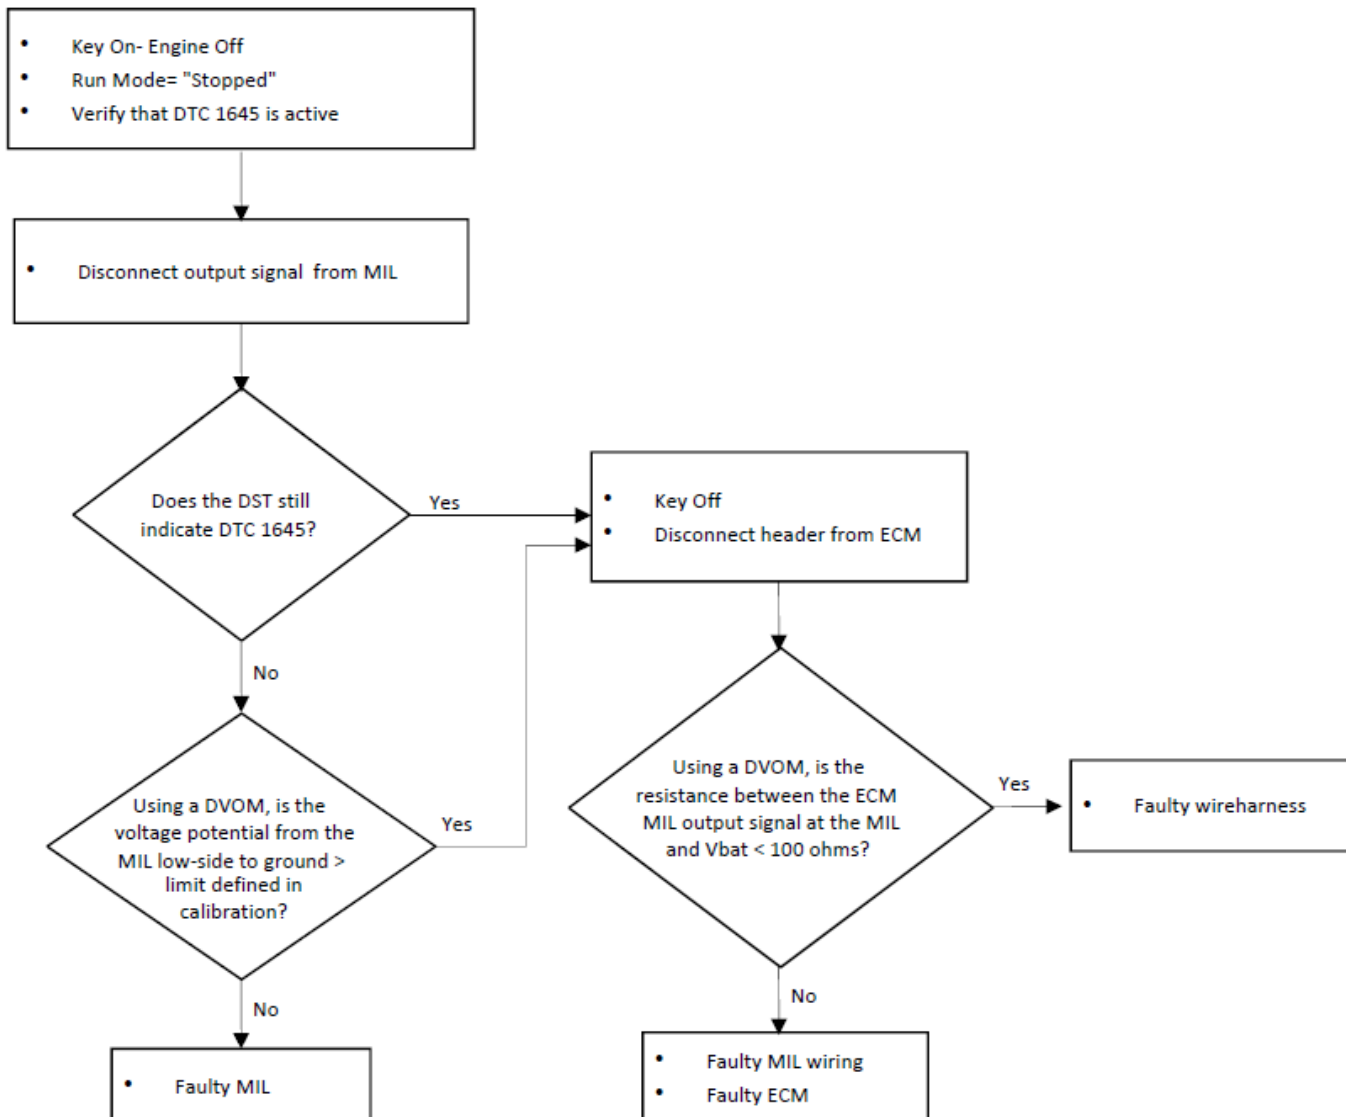 • Key On- Engine Off
• Run Mode= "Stopped"
• Verify that DTC 1645 is active
• Disconnect output signal from MIL
Does the DST still
indicate DTC 1645?
Yes
• Key Off
• Disconnect header from ECM
No
Using a DVOM, is the
voltage potential from the
MIL low-side to ground >
limit defined in
calibration?
Yes
Using a DVOM, is the
resistance between the ECM
MIL output signal at the MIL
and Vbat < 100 ohms?
Yes
• Faulty wireharness
No
• Faulty MIL
No
• Faulty MIL wiring
• Faulty ECM